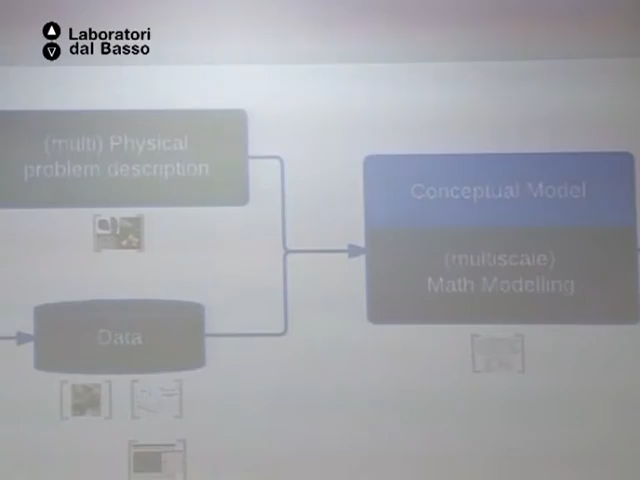 Laboratori
dal Basso
(multi) Physical
problem description
Conceptual Model
(multiscale)
Math Modelling
Data